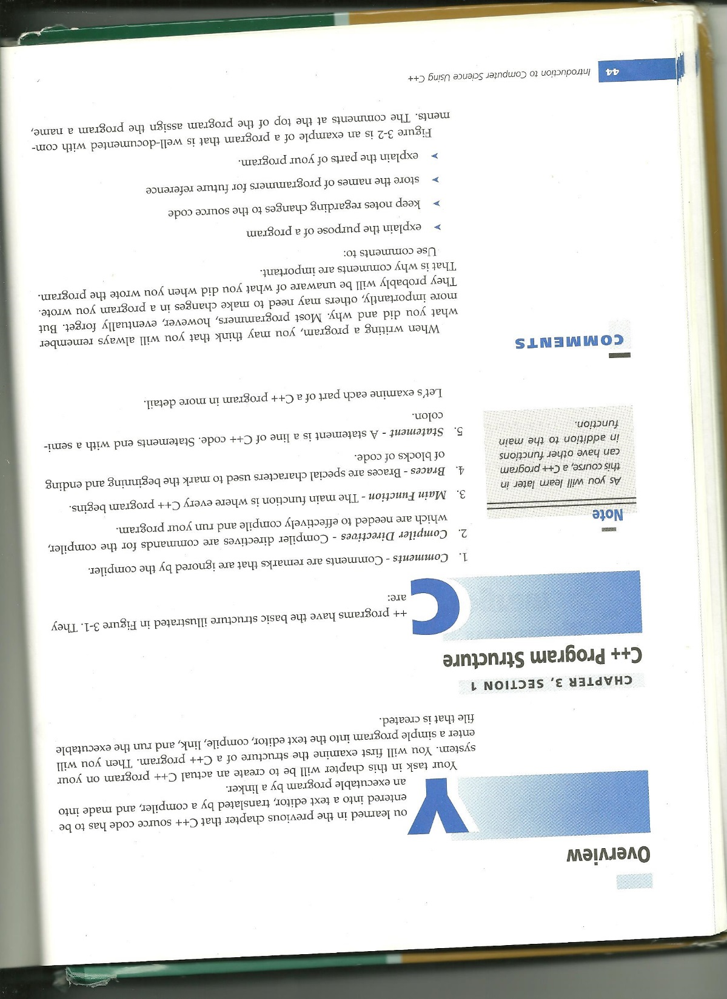 Overview
You learned in the previous chapter that C++ source code has to be
entered into a text editor, translated by a compiler, and made into
an executable program by a linker.
Your task in this chapter will be to create an actual C++ program on your
system. You will first examine the structure of a C++ program. Then you will
enter a simple program into the text editor, compile, link, and run the executable
file that is created.
CHAPTER 3, SECTION 1
C++ Program Structure
C++ programs have the basic structure illustrated in Figure 3-1. They
are:
1. Comments - Comments are remarks that are ignored by the compiler.
2. Compiler Directives - Compiler directives are commands for the compiler,
which are needed to effectively compile and run your program.
3. Main Function - The main function is where every C++ program begins.
4. Braces - Braces are special characters used to mark the beginning and ending
of blocks of code.
5. Statement - A statement is a line of C++ code. Statements end with a semi-
colon.
Let's examine each part of a C++ program in more detail.
Note
As you will learn later in
this course, a C++ program
can have other functions
in addition to the main
function.
COMMENTS
When writing a program, you may think that you will always remember
what you did and why. Most programmers, however, eventually forget. But
more importantly, others may need to make changes in a program you wrote.
They probably will be unaware of what you did when you wrote the program.
That is why comments are important.
Use comments to:
➤ explain the purpose of a program
➤ keep notes regarding changes to the source code
➤ store the names of programmers for future reference
➤ explain the parts of your program.
Figure 3-2 is an example of a program that is well-documented with com-
ments. The comments at the top of the program assign the program a name,
44 Introduction to Computer Science Using C++